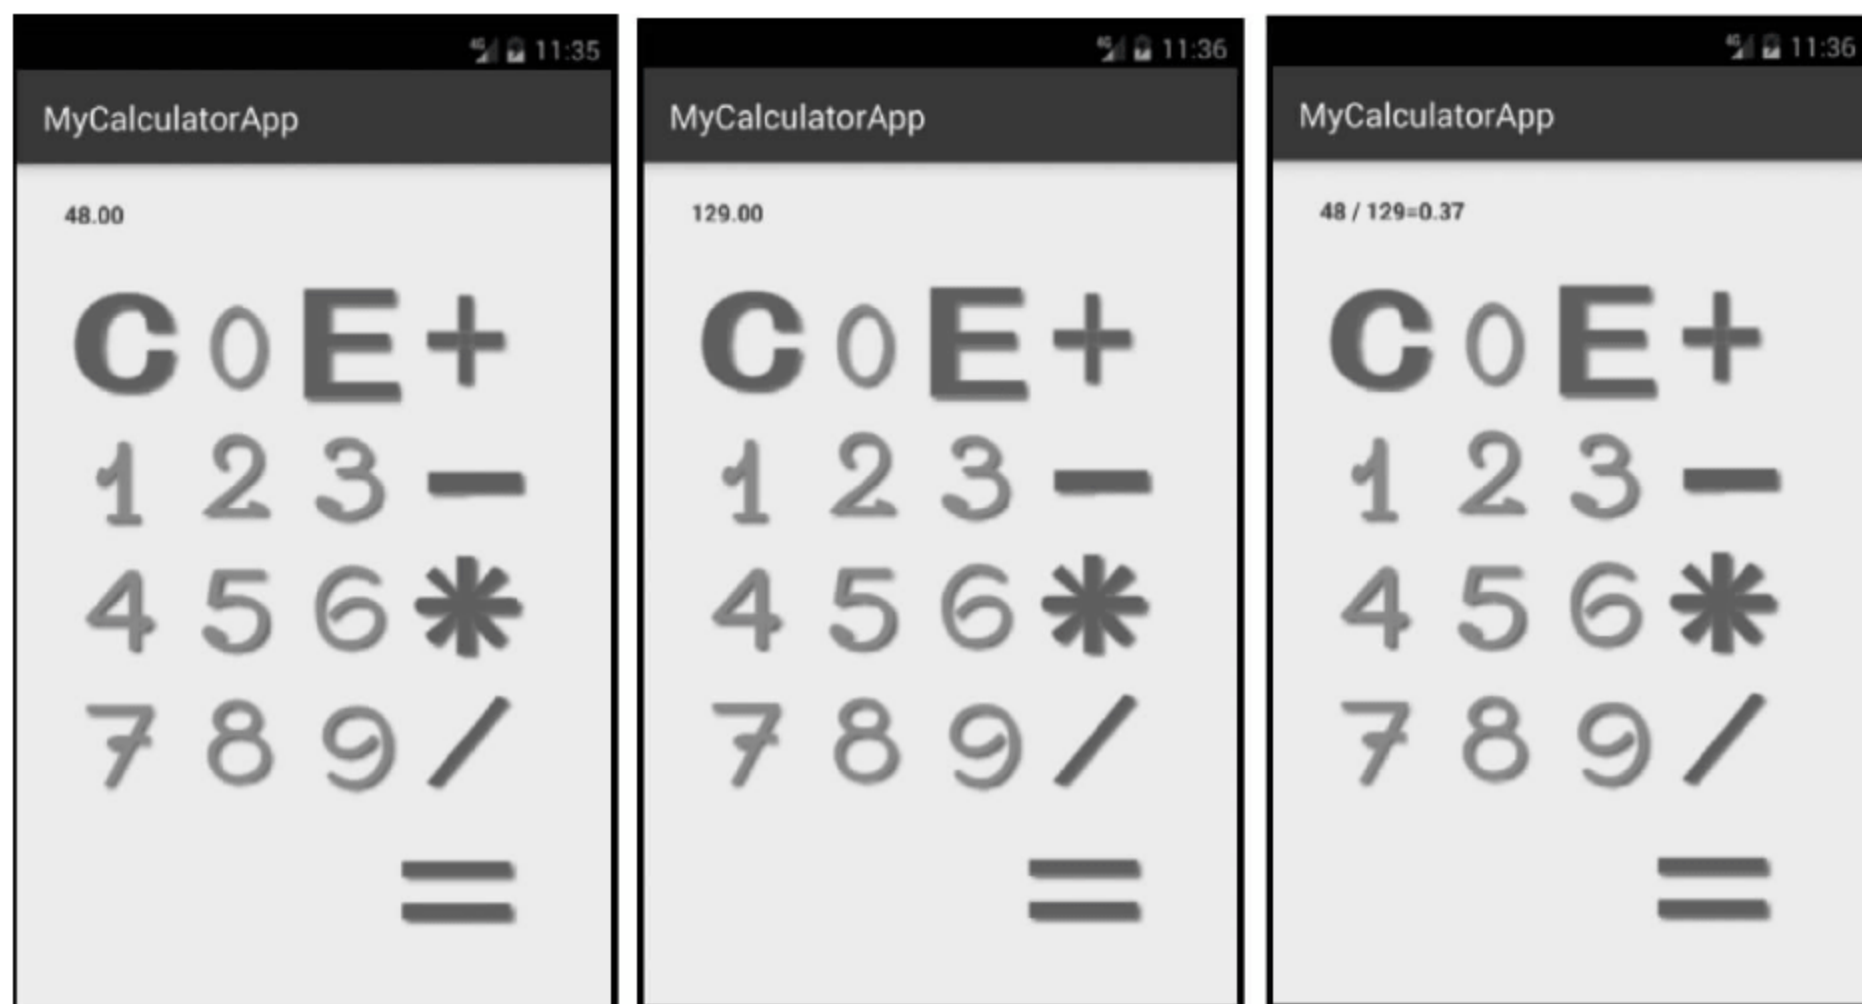 11:35
MyCalculatorApp
48.00
C 0 E +
1 2 3 -
4 5 6 *
7 8 9 /
=
11:36
MyCalculatorApp
129.00
C 0 E +
1 2 3 -
4 5 6 *
7 8 9 /
=
11:36
MyCalculatorApp
48 / 129=0.37
C 0 E +
1 2 3 -
4 5 6 *
7 8 9 /
=